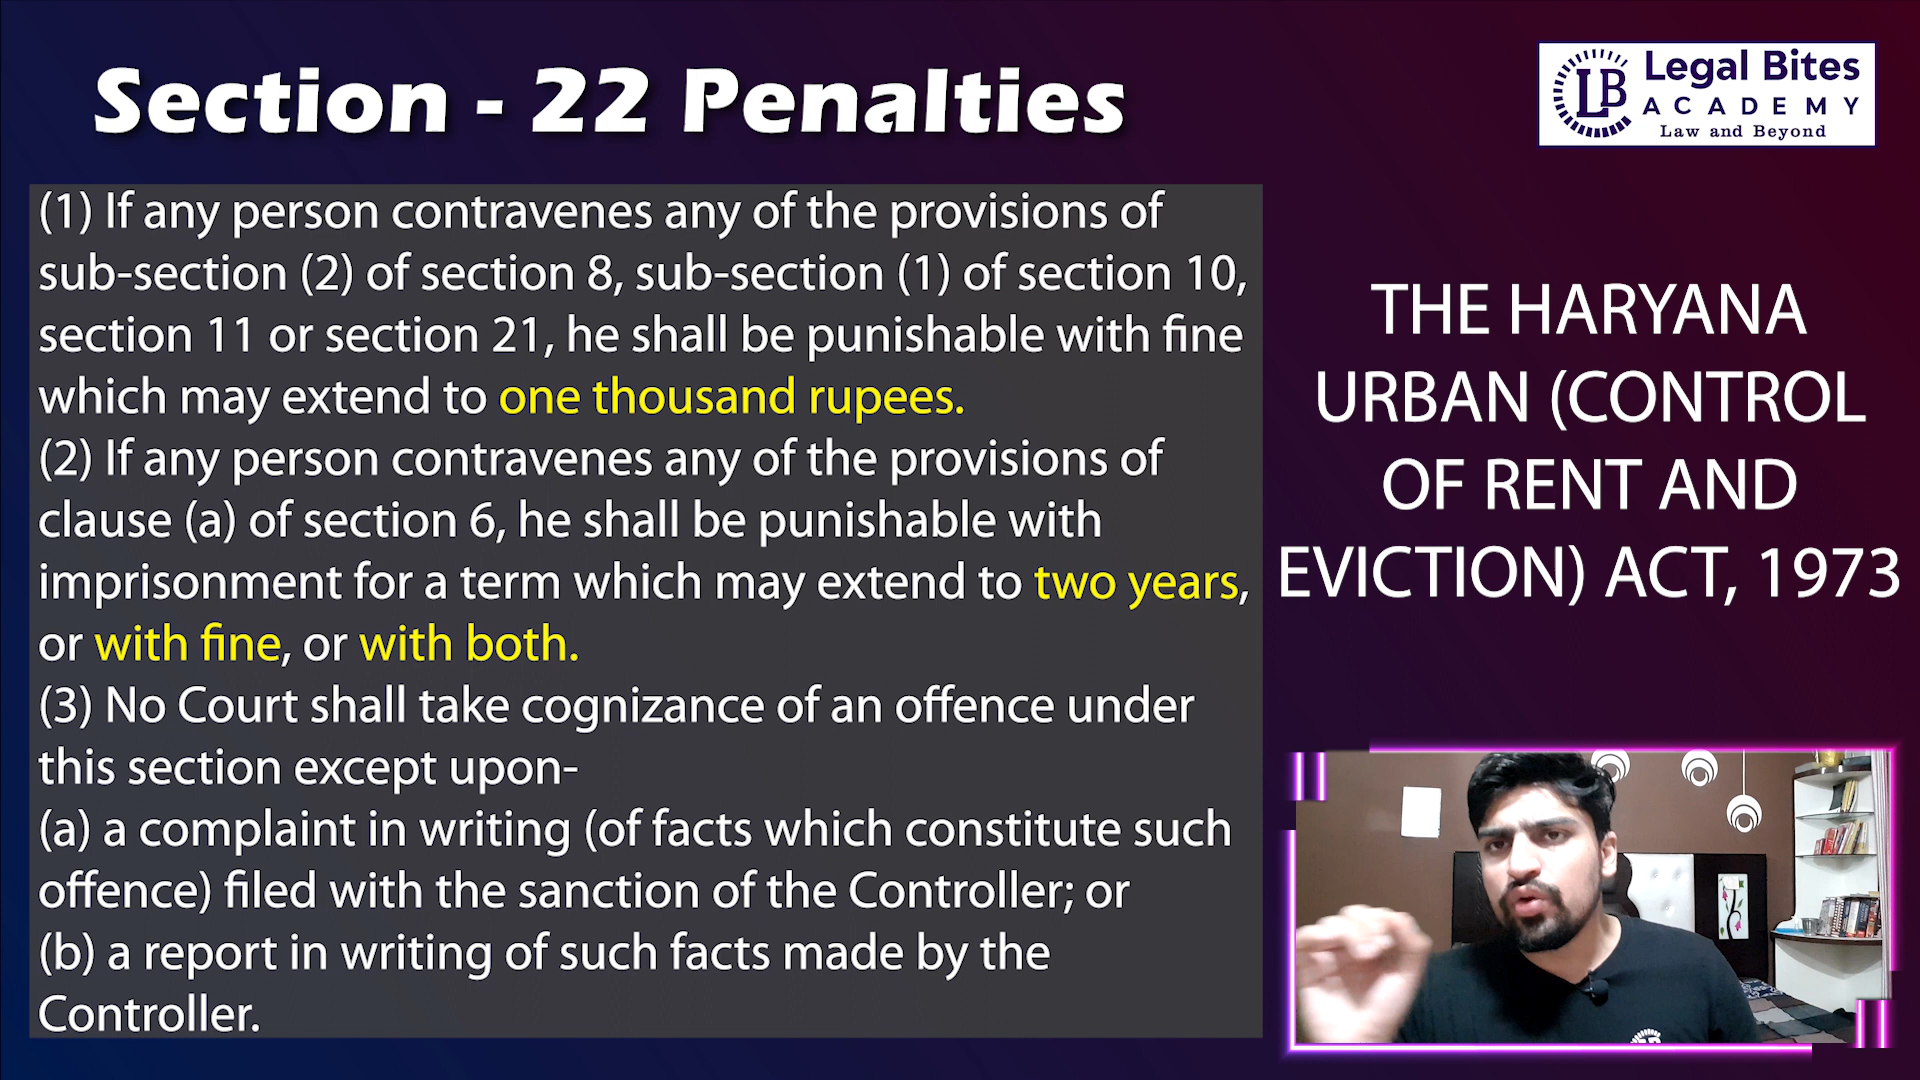 Section - 22 Penalties
LB
Legal Bites
ACADEMY
Law and Beyond
(1) If any person contravenes any of the provisions of
sub-section (2) of section 8, sub-section (1) of section 10,
section 11 or section 21, he shall be punishable with fine
which may extend to one thousand rupees.
(2) If any person contravenes any of the provisions of
clause (a) of section 6, he shall be punishable with
imprisonment for a term which may extend to two years,
or with fine, or with both.
(3) No Court shall take cognizance of an offence under
this section except upon-
(a) a complaint in writing (of facts which constitute such
offence) filed with the sanction of the Controller; or
(b) a report in writing of such facts made by the
Controller.
THE HARYANA
URBAN (CONTROL
OF RENT AND
EVICTION) ACT, 1973